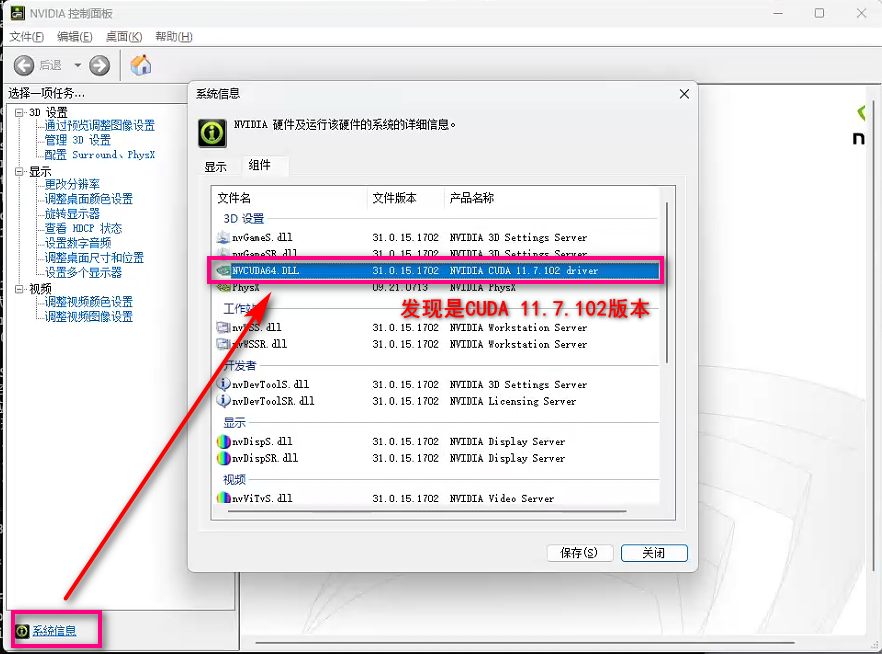 NVIDIA 控制面板
文件(F) 编辑(E) 桌面(K) 帮助(H)
后退
选择一项任务...
3D 设置
通过预览调整图像设置
管理 3D 设置
配置 Surround、PhysX
显示
更改分辨率
调整桌面颜色设置
旋转显示器
查看 HDCP 状态
设置数字音频
调整桌面尺寸和位置
设置多个显示器
视频
调整视频颜色设置
调整视频图像设置
系统信息
系统信息
NVIDIA 硬件及运行该硬件的系统的详细信息。
显示 组件
文件名 文件版本 产品名称
3D 设置
nvGameS.dll 31.0.15.1702 NVIDIA 3D Settings Server
nvGameSR.dll 31.0.15.1702 NVIDIA 3D Settings Server
NVCUDA64.DLL 31.0.15.1702 NVIDIA CUDA 11.7.102 driver
PhysX 09.21.0713 NVIDIA PhysX
发现是CUDA 11.7.102版本
工作站
31.0.15.1702 NVIDIA Workstation Server
nvWSSR.dll 31.0.15.1702 NVIDIA Workstation Server
开发者
nvDevToolS.dll 31.0.15.1702 NVIDIA 3D Settings Server
nvDevToolSR.dll 31.0.15.1702 NVIDIA Licensing Server
显示
nvDispS.dll 31.0.15.1702 NVIDIA Display Server
nvDispSR.dll 31.0.15.1702 NVIDIA Display Server
视频
nvViTvS.dll 31.0.15.1702 NVIDIA Video Server
保存(S) 关闭
n